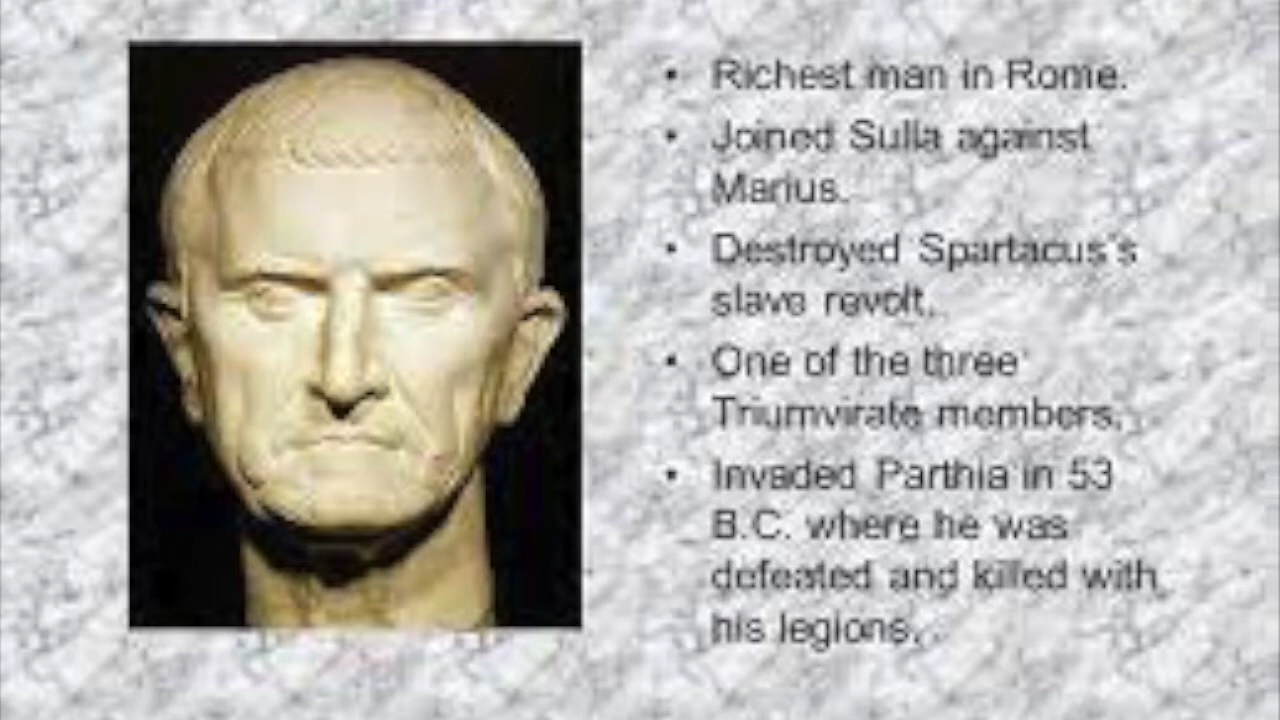 • Richest man in Rome.
• Joined Sulla against
Marius.
• Destroyed Spartacus's
slave revolt.
• One of the three
Triumvirate members.
• Invaded Parthia in 53
B.C. where he was
defeated and killed with
his legions.